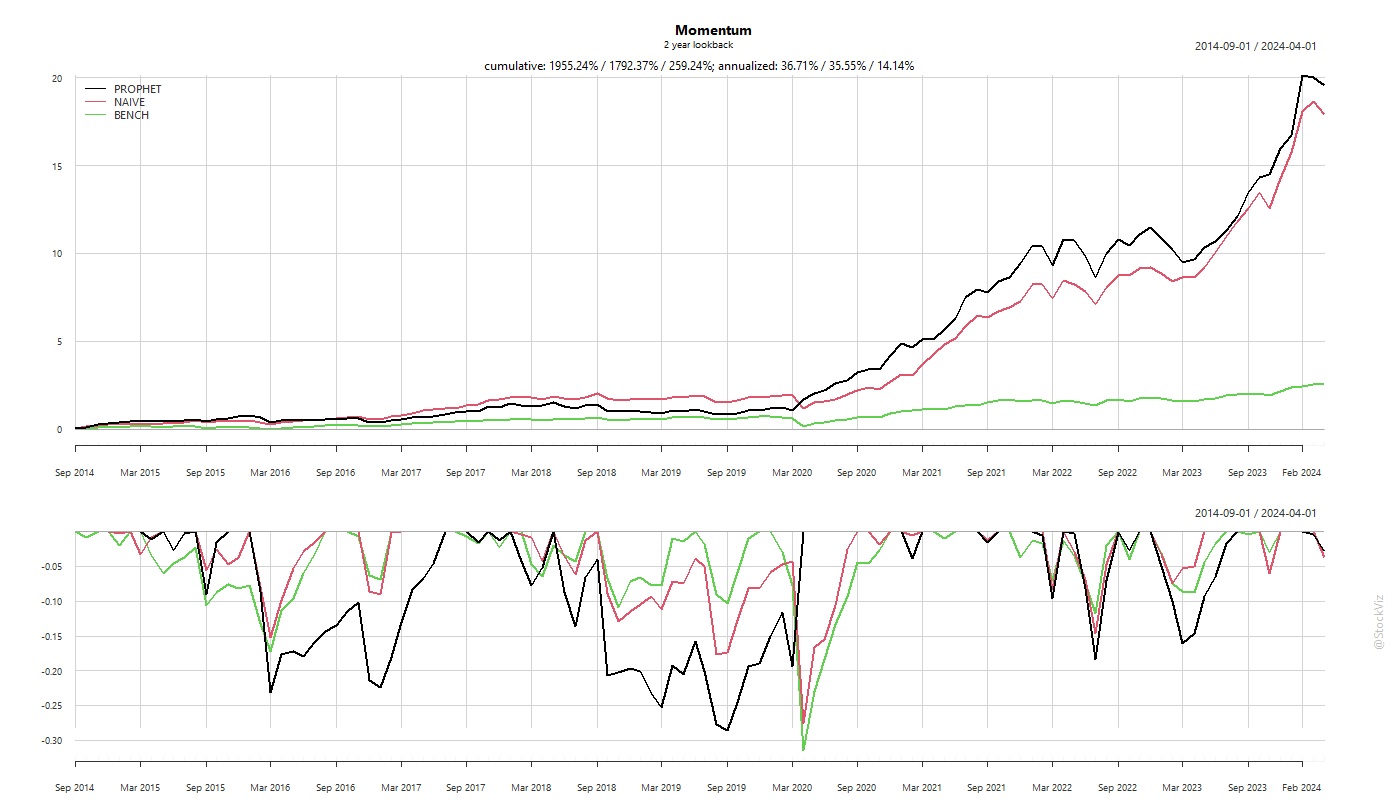 Momentum
2 year lookback
2014-09-01 / 2024-04-01
cumulative: 1955.24% / 1792.37% / 259.24%; annualized: 36.71% / 35.55% / 14.14%
PROPHET
NAIVE
BENCH
20
15
10
5
0
Sep 2014 Mar 2015 Sep 2015 Mar 2016 Sep 2016 Mar 2017 Sep 2017 Mar 2018 Sep 2018 Mar 2019 Sep 2019 Mar 2020 Sep 2020 Mar 2021 Sep 2021 Mar 2022 Sep 2022 Mar 2023 Sep 2023 Feb 2024
2014-09-01 / 2024-04-01
-0.05
-0.10
-0.15
-0.20
-0.25
-0.30
Sep 2014 Mar 2015 Sep 2015 Mar 2016 Sep 2016 Mar 2017 Sep 2017 Mar 2018 Sep 2018 Mar 2019 Sep 2019 Mar 2020 Sep 2020 Mar 2021 Sep 2021 Mar 2022 Sep 2022 Mar 2023 Sep 2023 Feb 2024
@StockViz